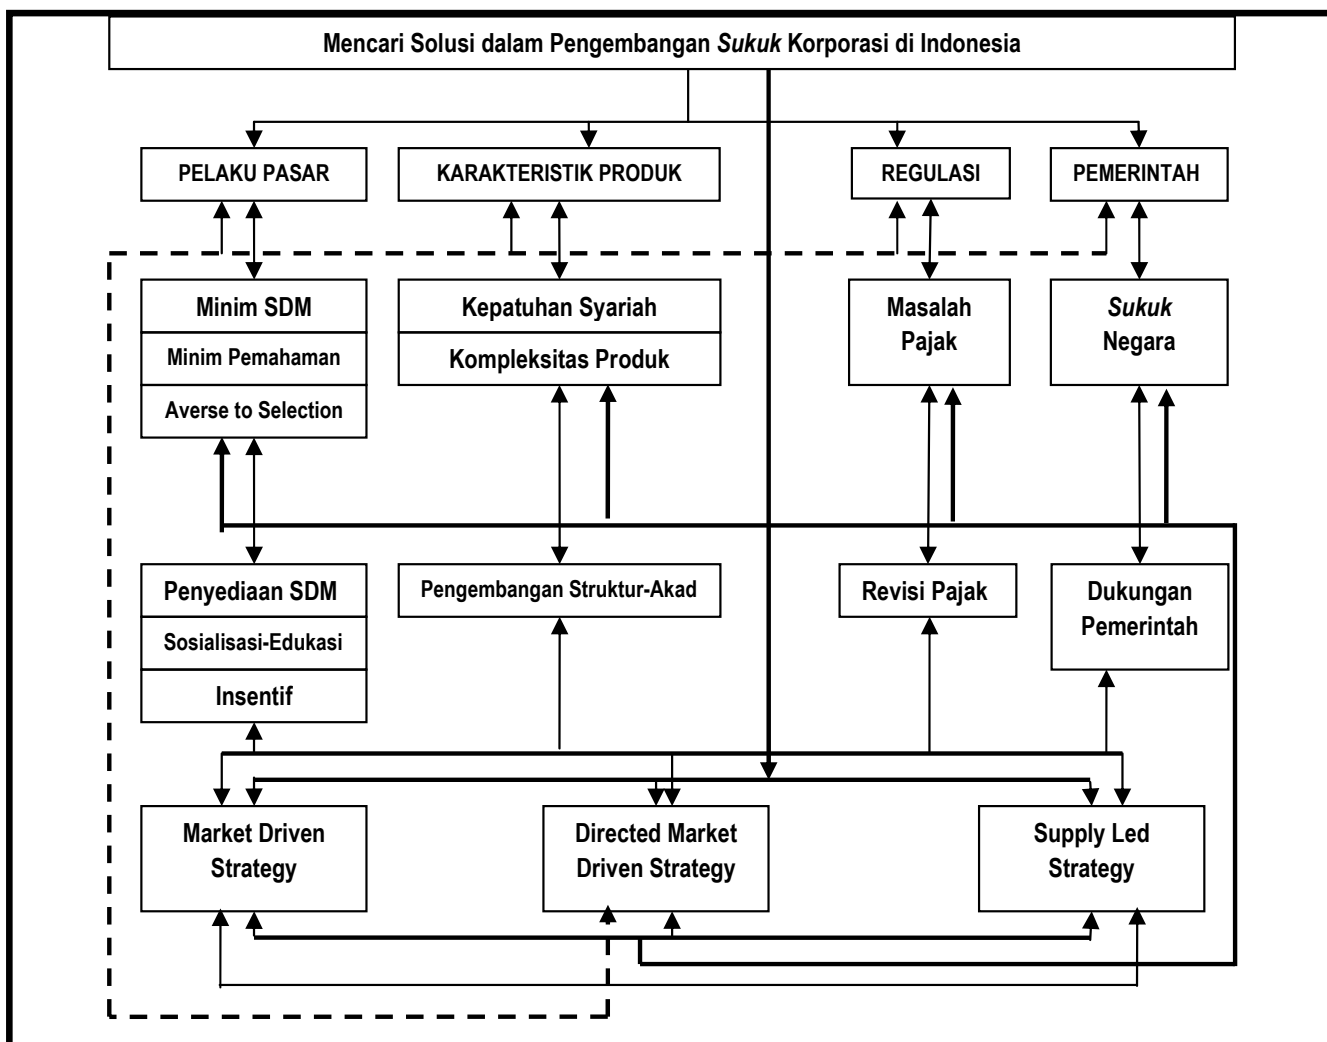 Mencari Solusi dalam Pengembangan Sukuk Korporasi di Indonesia
PELAKU PASAR
KARAKTERISTIK PRODUK
REGULASI
PEMERINTAH
Minim SDM
Minim Pemahaman
Averse to Selection
Kepatuhan Syariah
Kompleksitas Produk
Masalah
Pajak
Sukuk
Negara
Penyediaan SDM
Sosialisasi-Edukasi
Insentif
Pengembangan Struktur-Akad
Revisi Pajak
Dukungan
Pemerintah
Market Driven
Strategy
Directed Market
Driven Strategy
Supply Led
Strategy